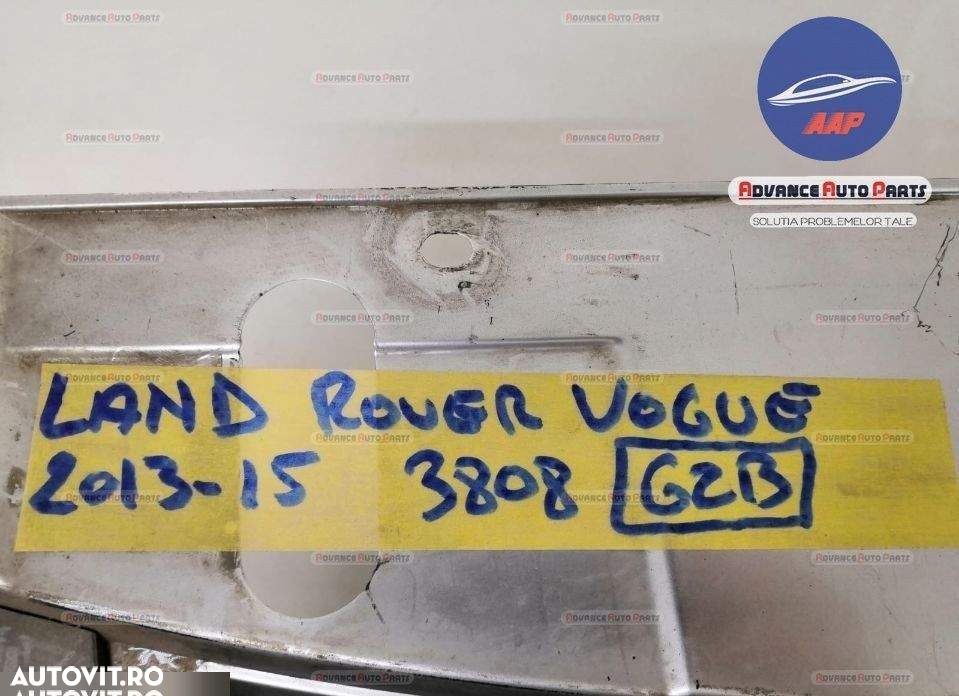 AAP
ADVANCE AUTO PARTS
SOLUTIA PROBLEMELOR TALE
LAND ROVER VOGUE
2013-15 3808 G2B
AUTOVIT.RO